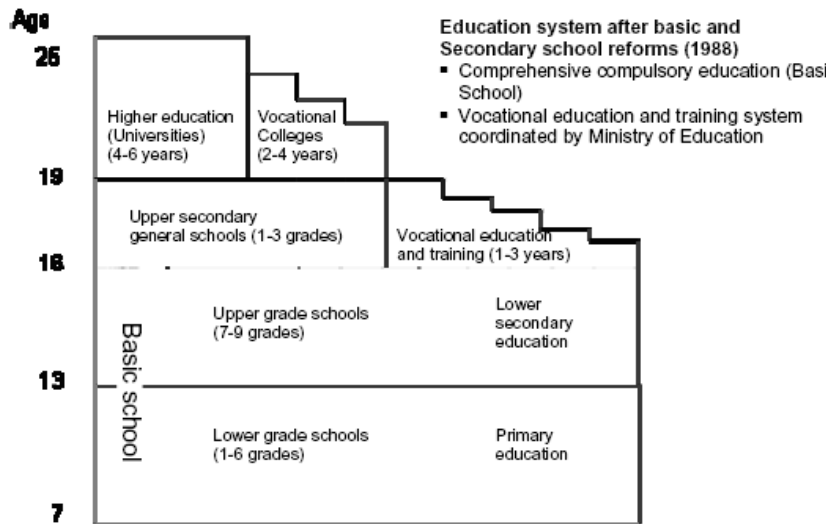 Age
25
19
16
13
7
Education system after basic and
Secondary school reforms (1988)
▪ Comprehensive compulsory education (Basi
School)
▪ Vocational education and training system
coordinated by Ministry of Education
Higher education
(Universities)
(4-6 years)
Vocational
Colleges
(2-4 years)
Upper secondary
general schools (1-3 grades)
Vocational education
and training (1-3 years)
Basic school
Upper grade schools
(7-9 grades)
Lower
secondary
education
Lower grade schools
(1-6 grades)
Primary
education